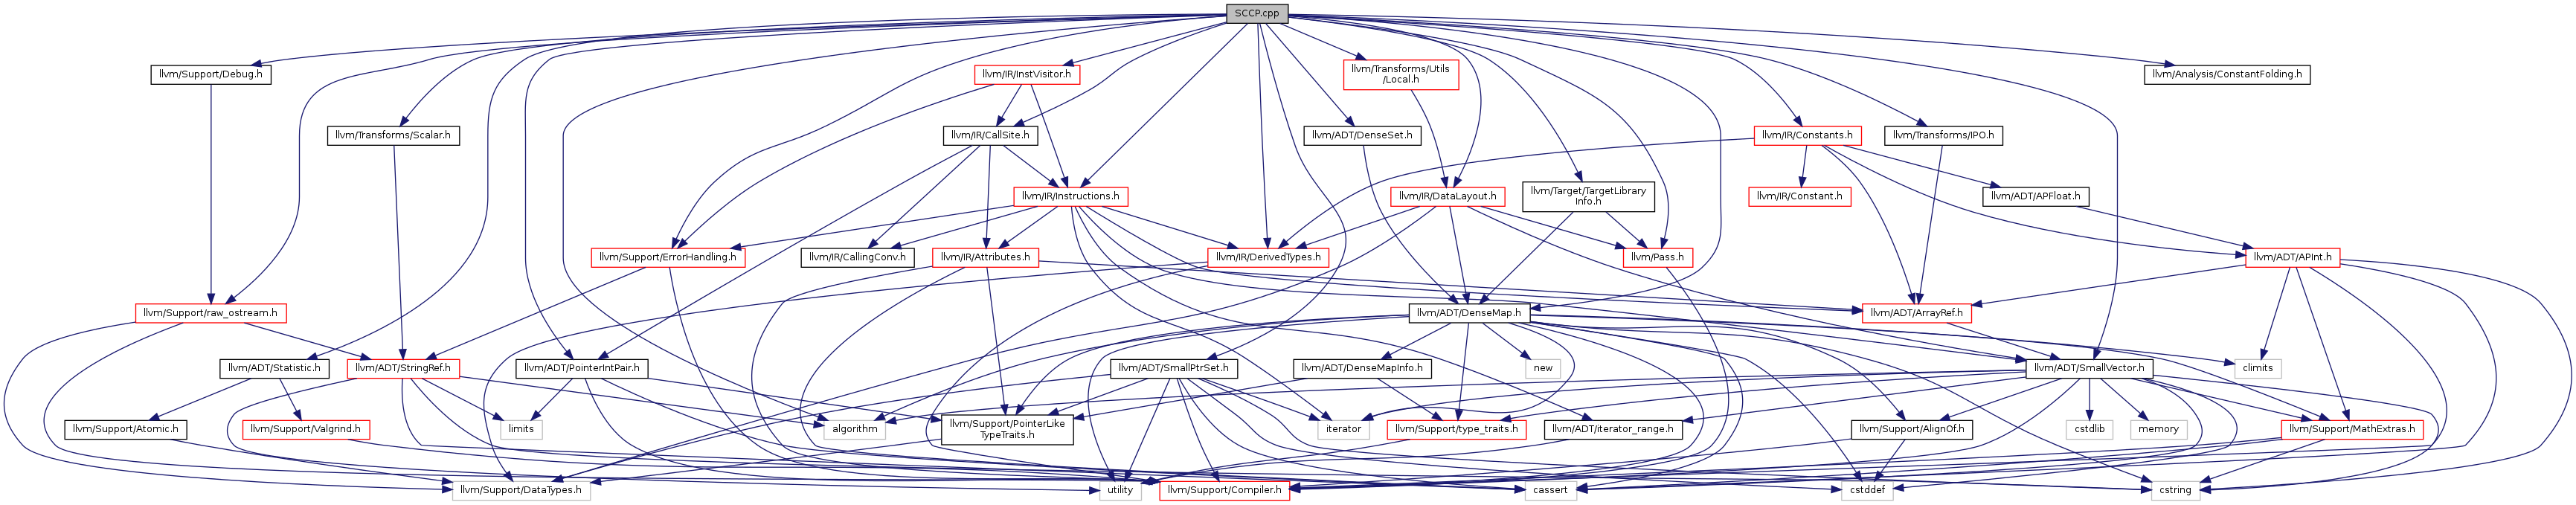 SCCP.cpp
llvm/Support/Debug.h
llvm/IR/InstVisitor.h
llvm/Transforms/Utils
/Local.h
llvm/Analysis/ConstantFolding.h
llvm/Transforms/Scalar.h
llvm/IR/CallSite.h
llvm/ADT/DenseSet.h
llvm/IR/Constants.h
llvm/Transforms/IPO.h
llvm/IR/Instructions.h
llvm/IR/DataLayout.h
llvm/Target/TargetLibrary
Info.h
llvm/IR/Constant.h
llvm/ADT/APFloat.h
llvm/Support/ErrorHandling.h
llvm/IR/CallingConv.h
llvm/IR/Attributes.h
llvm/IR/DerivedTypes.h
llvm/Pass.h
llvm/ADT/APInt.h
llvm/Support/raw_ostream.h
llvm/ADT/DenseMap.h
llvm/ADT/ArrayRef.h
llvm/ADT/Statistic.h
llvm/ADT/StringRef.h
llvm/ADT/PointerIntPair.h
llvm/ADT/SmallPtrSet.h
llvm/ADT/DenseMapInfo.h
new
llvm/ADT/SmallVector.h
climits
llvm/Support/Atomic.h
llvm/Support/Valgrind.h
limits
algorithm
llvm/Support/PointerLike
TypeTraits.h
iterator
llvm/Support/type_traits.h
llvm/ADT/iterator_range.h
llvm/Support/AlignOf.h
cstdlib
memory
llvm/Support/MathExtras.h
llvm/Support/DataTypes.h
utility
llvm/Support/Compiler.h
cassert
cstddef
cstring